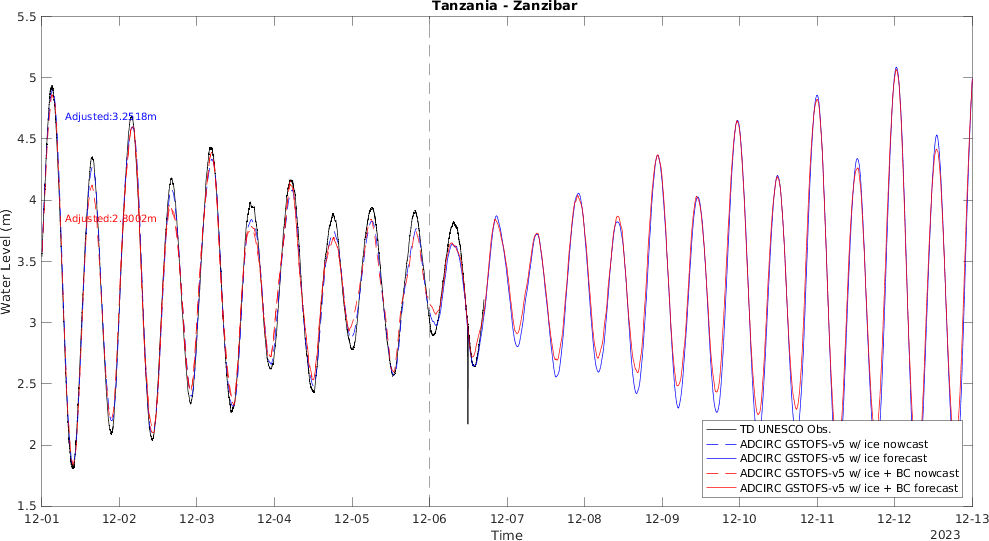 Tanzania - Zanzibar
5.5
5
4.5
4
3.5
3
2.5
2
1.5
Water Level (m)
Adjusted:3.2518m
Adjusted:2.8002m
TD UNESCO Obs.
ADCIRC GSTOFS-v5 w/ ice nowcast
ADCIRC GSTOFS-v5 w/ ice forecast
ADCIRC GSTOFS-v5 w/ ice + BC nowcast
ADCIRC GSTOFS-v5 w/ ice + BC forecast
12-01 12-02 12-03 12-04 12-05 12-06 12-07 12-08 12-09 12-10 12-11 12-12 12-13
Time
2023